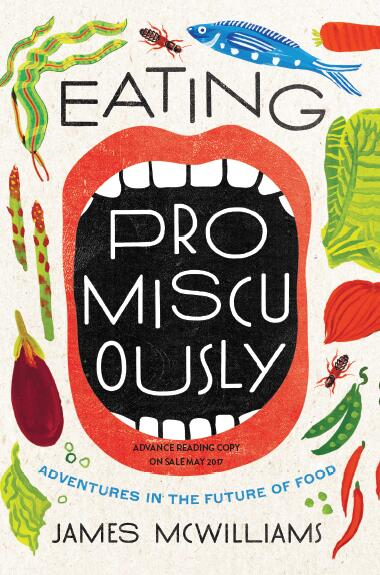 EATING
PRO
MISCU
OUSLY
ADVANCE READING COPY
ON SALE MAY 2017
ADVENTURES IN THE FUTURE OF FOOD
JAMES MCWILLIAMS